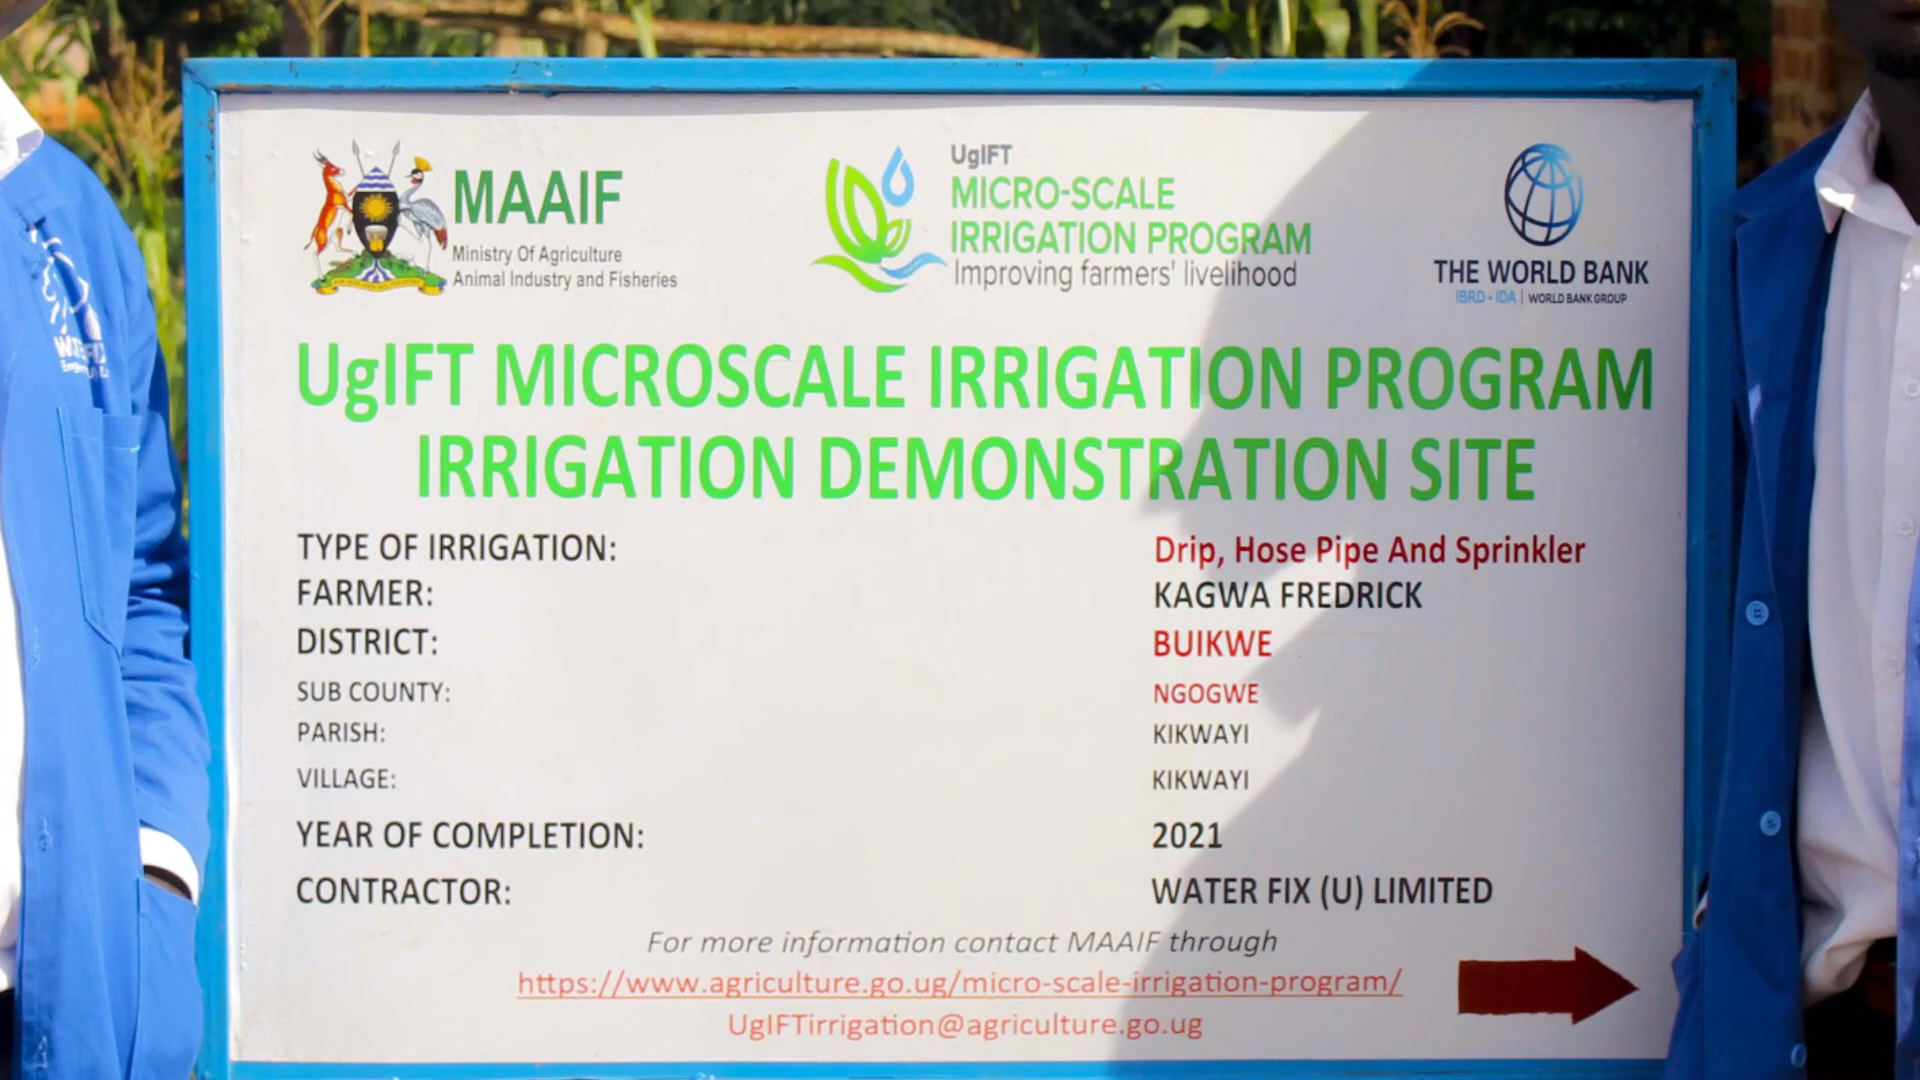 MAAIF
Ministry Of Agriculture
Animal Industry and Fisheries
UgIFT
MICRO-SCALE
IRRIGATION PROGRAM
Improving farmers' livelihood
THE WORLD BANK
IBRD • IDA | WORLD BANK GROUP
UgIFT MICROSCALE IRRIGATION PROGRAM
IRRIGATION DEMONSTRATION SITE
TYPE OF IRRIGATION: Drip, Hose Pipe And Sprinkler
FARMER: KAGWA FREDRICK
DISTRICT: BUIKWE
SUB COUNTY: NGOGWE
PARISH: KIKWAYI
VILLAGE: KIKWAYI
YEAR OF COMPLETION: 2021
CONTRACTOR: WATER FIX (U) LIMITED
For more information contact MAAIF through
https://www.agriculture.go.ug/micro-scale-irrigation-program/
UgIFTirrigation@agriculture.go.ug